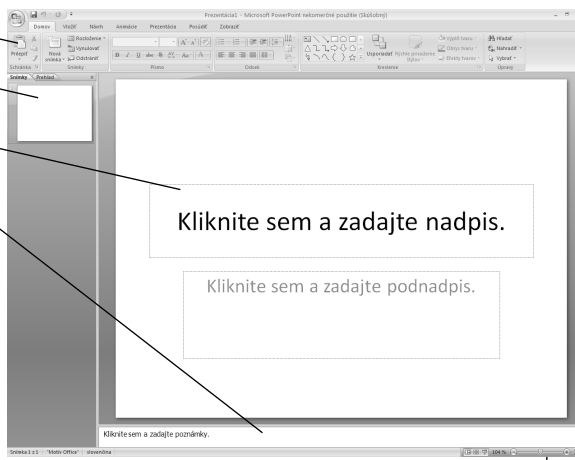 Prezentácia1 - Microsoft PowerPoint nekomerčné použitie (Skúšobný)
Domov Vložiť Návrh Animácie Prezentácia Posúdiť Zobraziť
Prilepiť
Nová snímka
Rozloženie
Vynulovať
Odstrániť
Usporiadať
Rýchle
Výplň tvaru
Obrys tvaru
Efekty tvarov
Hľadať
Nahradiť
Vybrať
Schránka Snímky Písmo Odsek Kreslenie Úpravy
Snímky Prehľad
1
Kliknite sem a zadajte nadpis.
Kliknite sem a zadajte podnadpis.
Kliknite sem a zadajte poznámky.
Snímka 1 z 1 "Motív Office" slovenčina 104 %